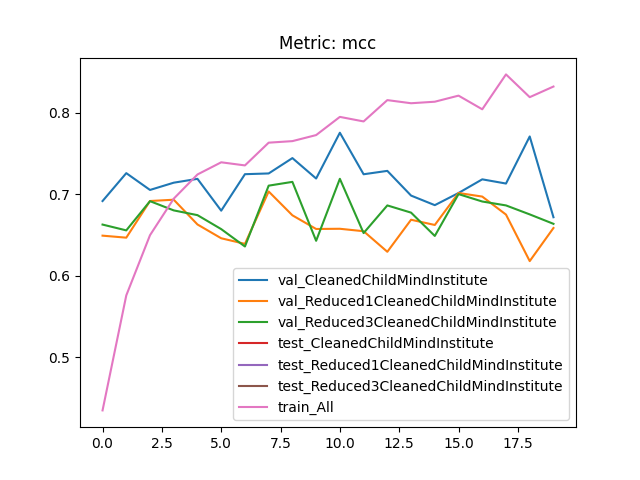 Metric: mcc
0.8
0.7
0.6
0.5
val_CleanedChildMindInstitute
val_Reduced1CleanedChildMindInstitute
val_Reduced3CleanedChildMindInstitute
test_CleanedChildMindInstitute
test_Reduced1CleanedChildMindInstitute
test_Reduced3CleanedChildMindInstitute
train_All
0.0 2.5 5.0 7.5 10.0 12.5 15.0 17.5